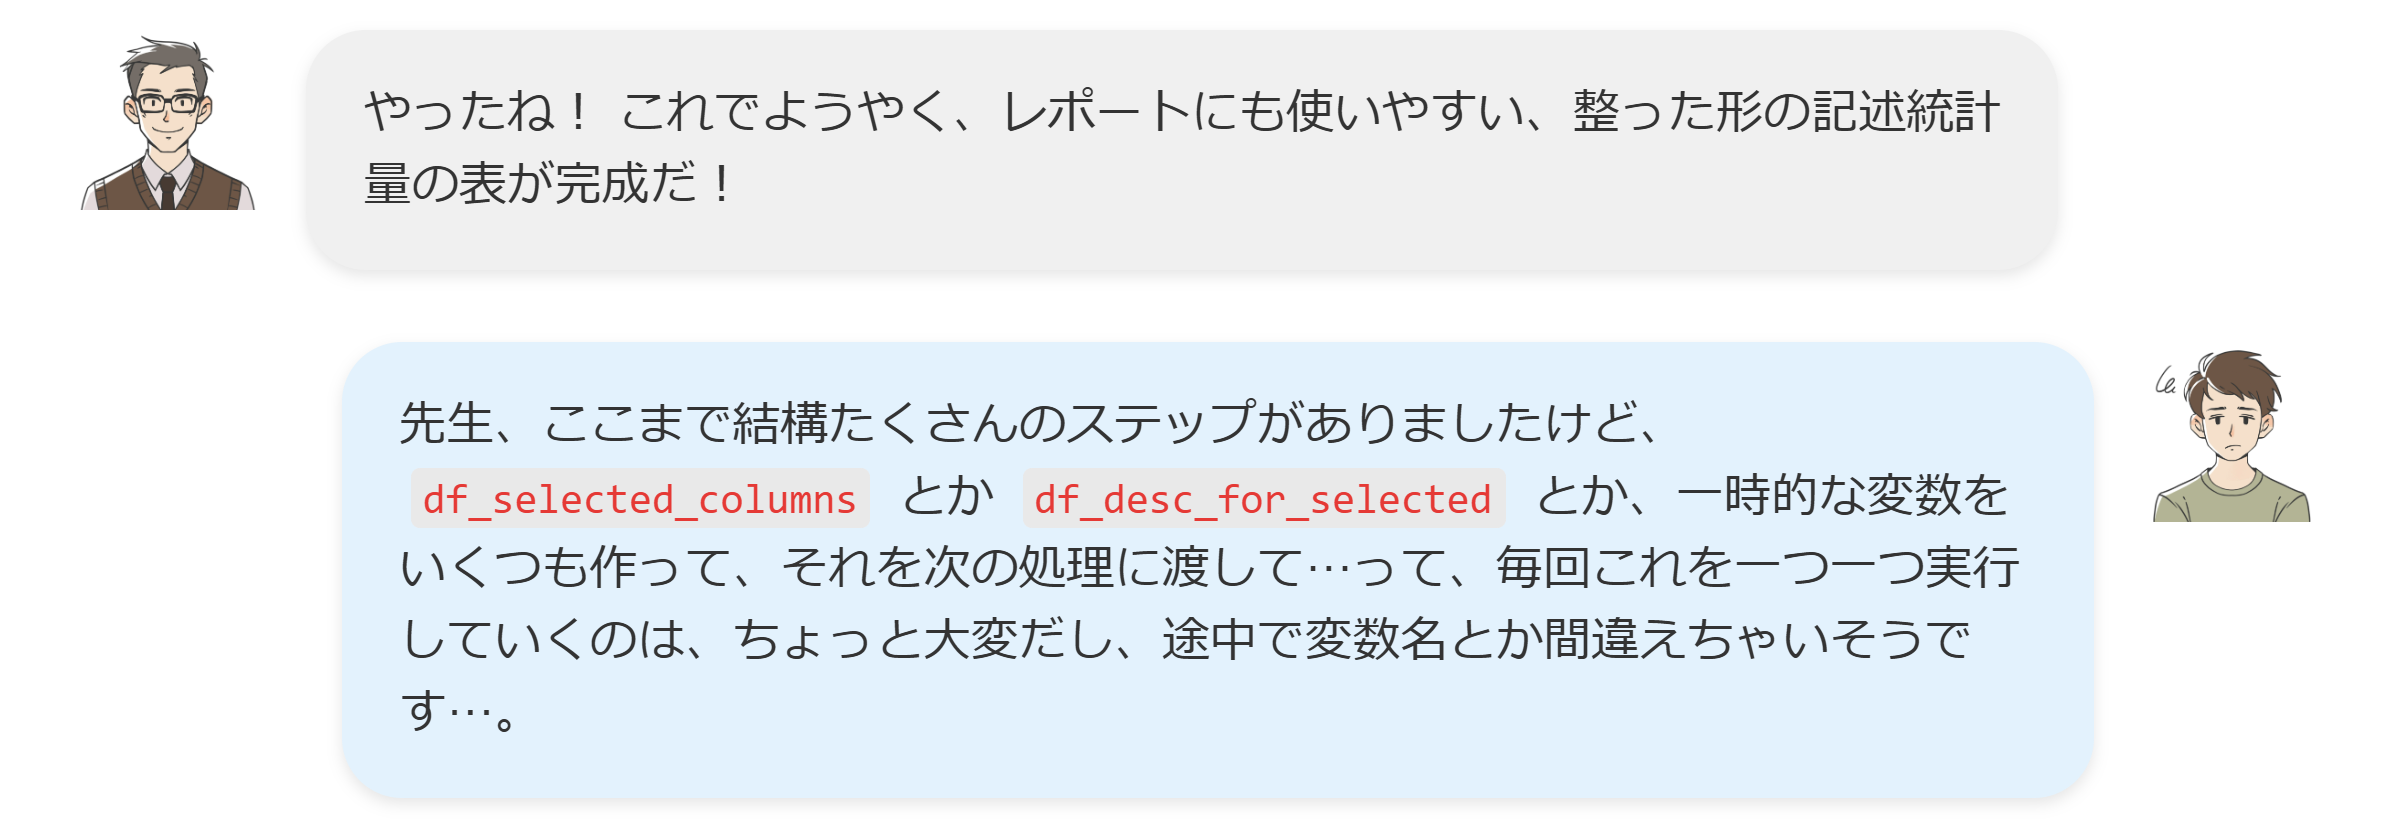 やったね！ これでようやく、レポートにも使いやすい、整った形の記述統計
量の表が完成だ！
先生、ここまで結構たくさんのステップがありましたけど、
df_selected_columns とか df_desc_for_selected とか、一時的な変数を
いくつも作って、それを次の処理に渡して…って、毎回これを一つ一つ実行
していくのは、ちょっと大変だし、途中で変数名とか間違えちゃいそうで
す…。